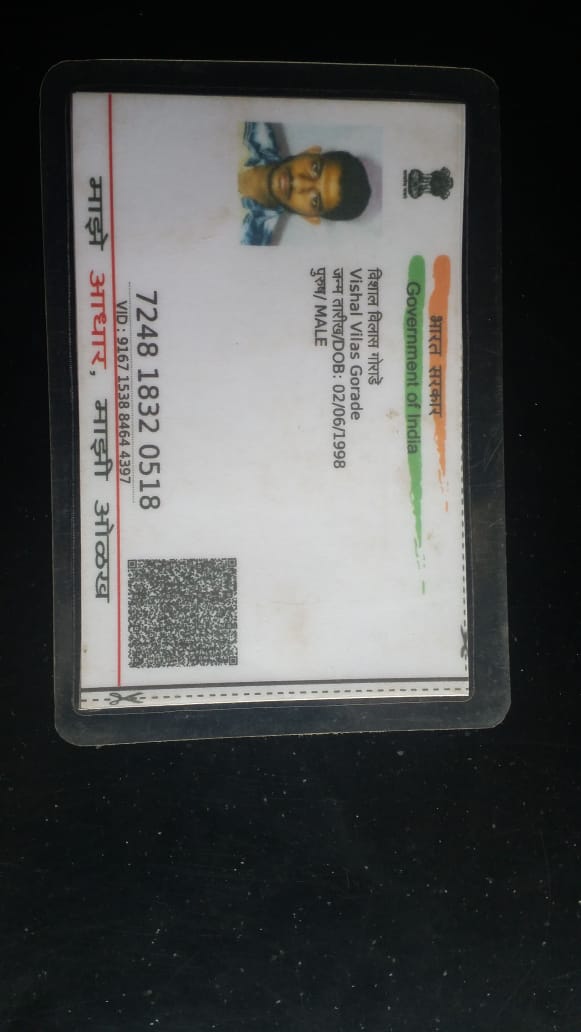 भारत सरकार
Government of India
विशाल विलास गोराडे
Vishal Vilas Gorade
जन्म तारीख/DOB: 02/06/1998
पुरुष/ MALE
7248 1832 0518
VID : 9167 1538 8464 4397
माझे आधार, माझी ओळख